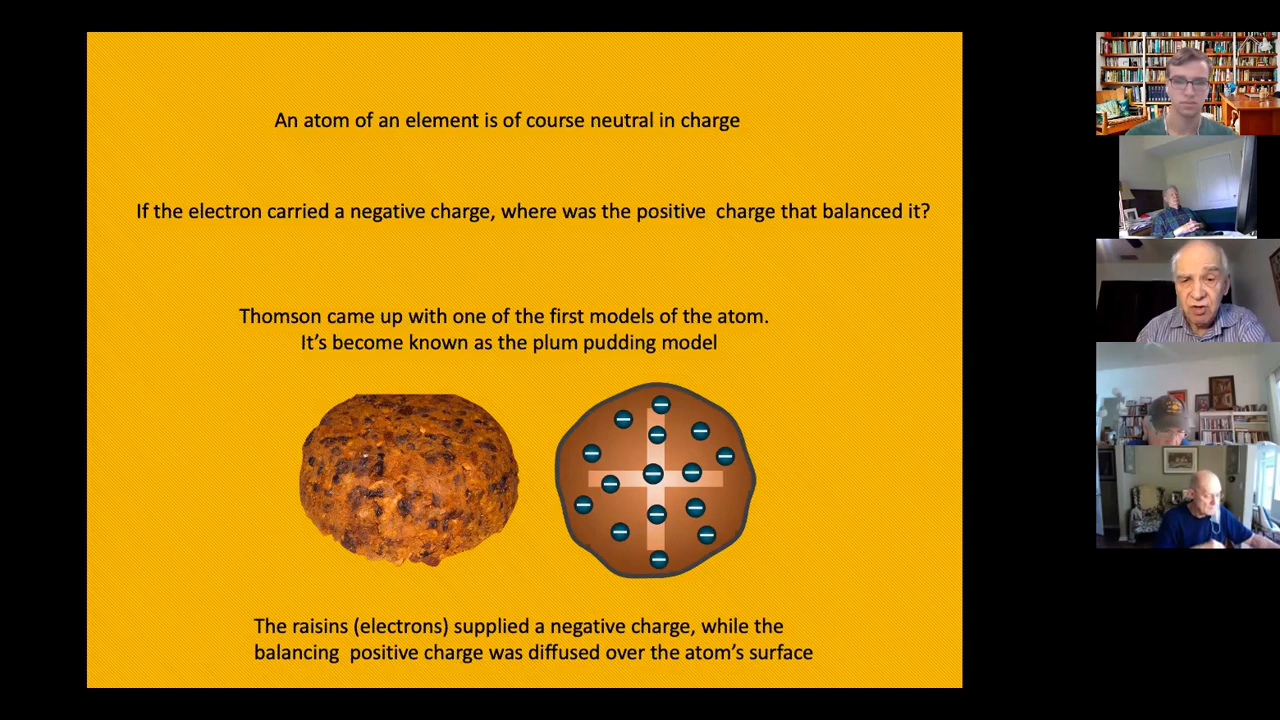 An atom of an element is of course neutral in charge
If the electron carried a negative charge, where was the positive  charge that balanced it?
Thomson came up with one of the first models of the atom.
It’s become known as the plum pudding model
The raisins (electrons) supplied a negative charge, while the
balancing  positive charge was diffused over the atom’s surface